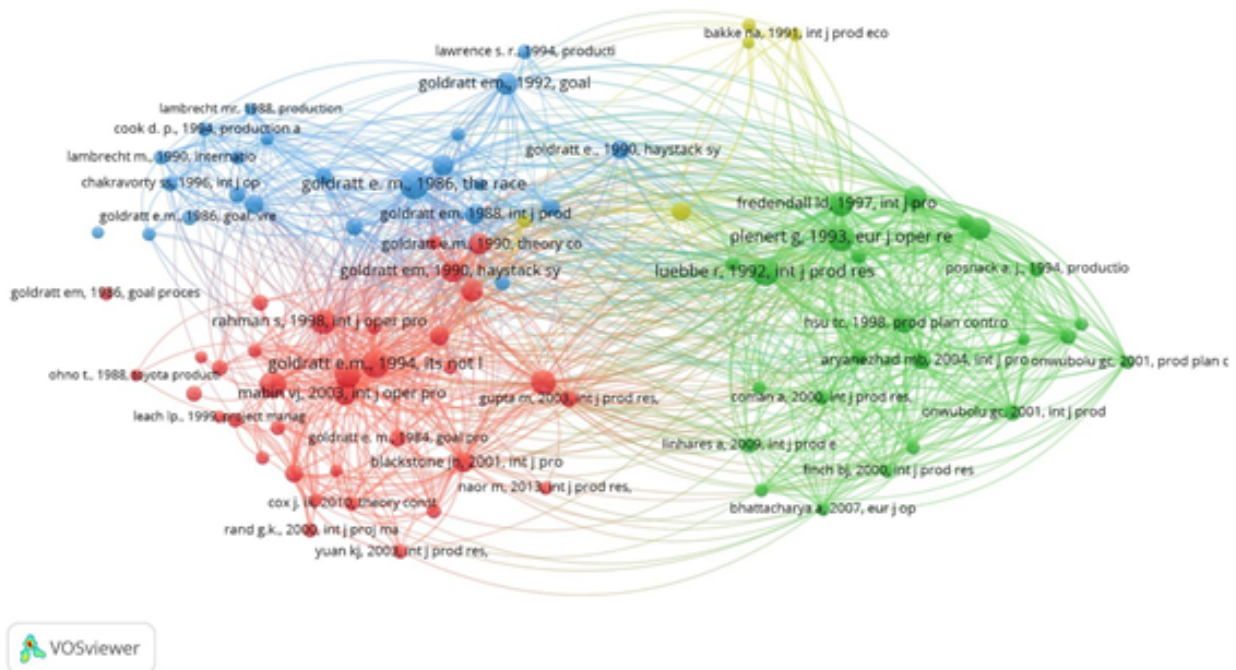 bakke na, 1991, int j prod eco
lawrence s. r., 1994, producti
goldratt em., 1992, goal
lambrecht mr, 1988, production
cook d. p., 1994, production a
goldratt e., 1990, haystack sy
lambrecht m., 1990, internatio
chakravorty ss, 1996, int j op
goldratt e. m., 1986, the race
fredendall ld, 1997, int j pro
goldratt e.m., 1986, goal. vre
goldratt em, 1988, int j prod
plenert g, 1993, eur j oper re
goldratt e.m., 1990, theory co
luebbe r, 1992, int j prod res
posnack a. j., 1994, productio
goldratt em, 1990, haystack sy
goldratt em, 1986, goal proces
rahman s, 1998, int j oper pro
hsu tc, 1998, prod plan contro
goldratt e.m., 1994, its not l
aryanezhad mb, 2004, int j pro
onwubolu gc, 2001, prod plan c
ohno t., 1988, toyota producti
mabin vj, 2003, int j oper pro
gupta m, 2003, int j prod res,
coman a, 2000, int j prod res,
leach lp., 1999, project manag
onwubolu gc, 2001, int j prod
goldratt e. m., 1984, goal pro
linhares a, 2009, int j prod e
blackstone jh, 2001, int j pro
finch bj, 2000, int j prod res
naor m, 2013, int j prod res,
cox j. iii, 2010, theory const
bhattacharya a, 2007, eur j op
rand g.k., 2000, int j proj ma
yuan kj, 2003, int j prod res,
VOSviewer